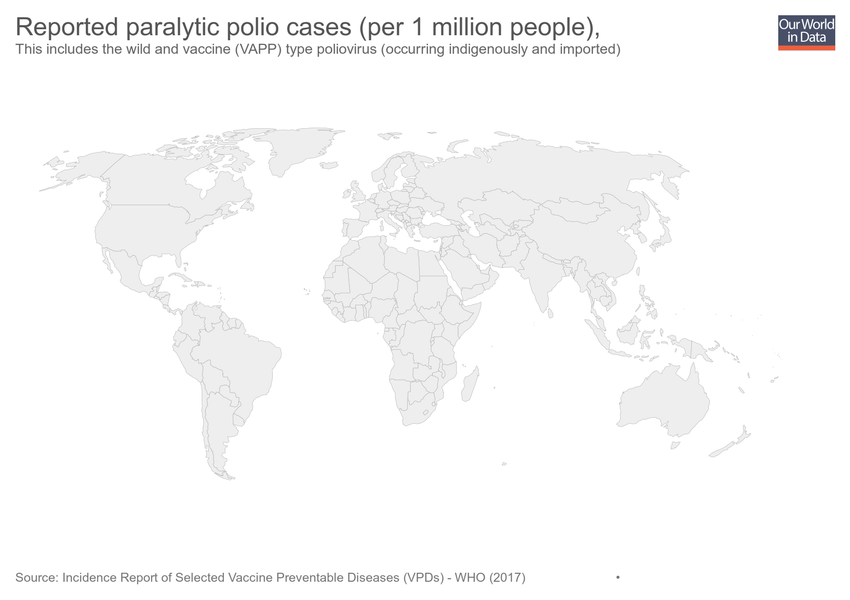 Reported paralytic polio cases (per 1 million people),
This includes the wild and vaccine (VAPP) type poliovirus (occurring indigenously and imported)
Our World
in Data
Source: Incidence Report of Selected Vaccine Preventable Diseases (VPDs) - WHO (2017)
•